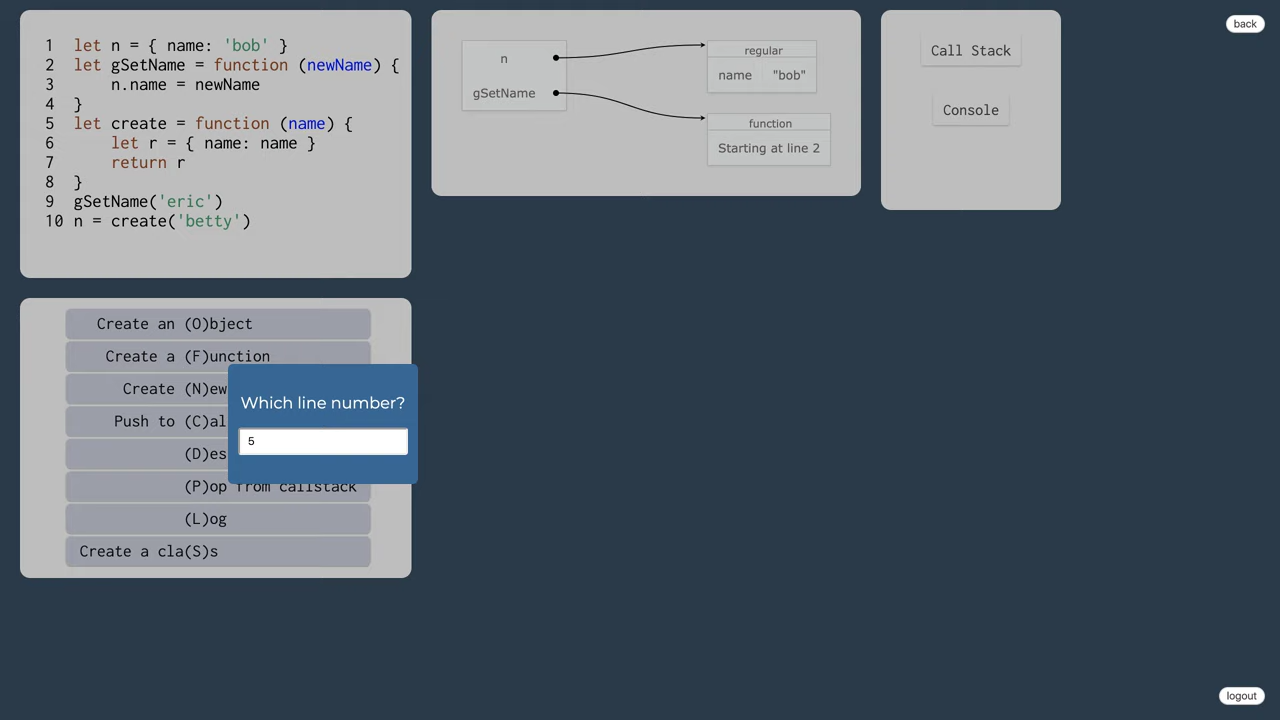 1 let n = { name: 'bob' }
2 let gSetName = function (newName) {
3 n.name = newName
4 }
5 let create = function (name) {
6 let r = { name: name }
7 return r
8 }
9 gSetName('eric')
10 n = create('betty')
n
gSetName
regular
name "bob"
function
Starting at line 2
Call Stack
Console
back
Create an (O)bject
Create a (F)unction
Create (N)ew
Push to (C)al
(D)es
(P)op from callstack
(L)og
Create a cla(S)s
Which line number?
5
logout